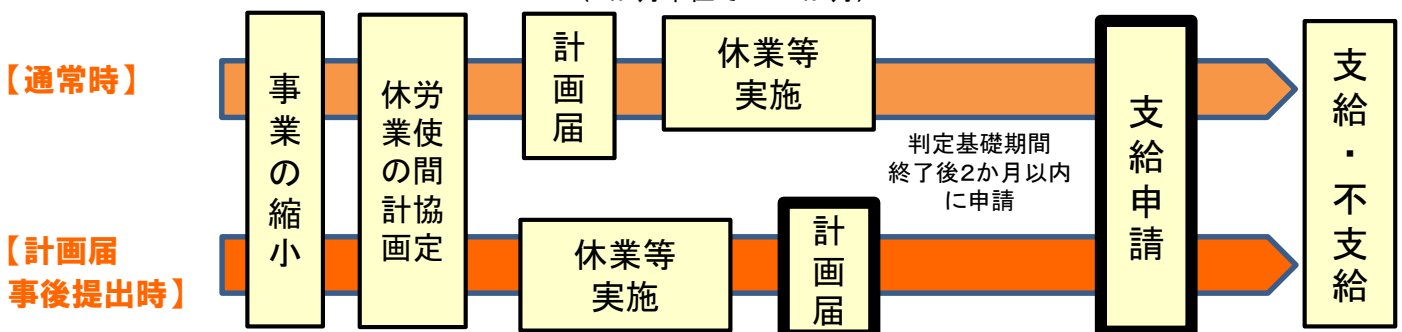 【通常時】
事業の縮小
労使間協定
休業の計画
計画届
休業等
実施
判定基礎期間
終了後2か月以内
に申請
支給申請
支給・不支給
【計画届
事後提出時】
休業等
実施
計画届